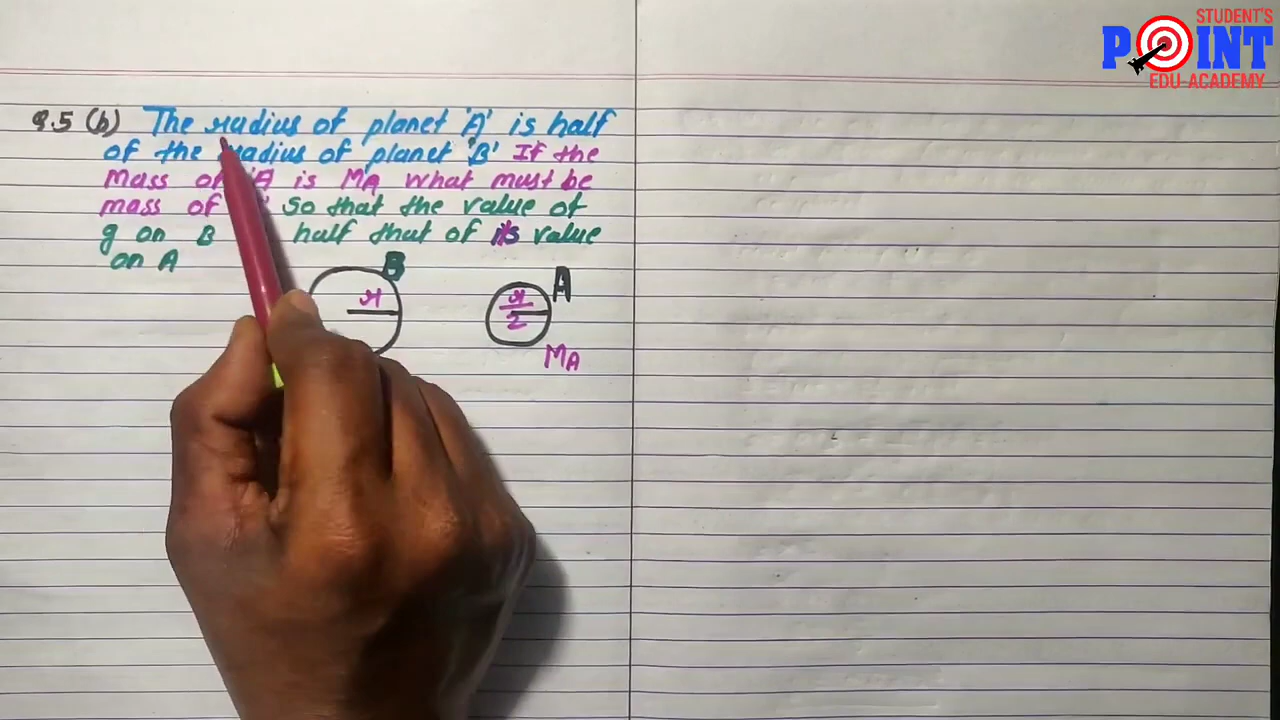 STUDENT'S
POINT
EDU-ACADEMY
Q.5 (b) The radius of planet 'A' is half
of the radius of planet 'B' If the
Mass of 'A is MA what must be
mass of so that the value of
g on B half that of its value
on A
B
r
A
r
2
MA